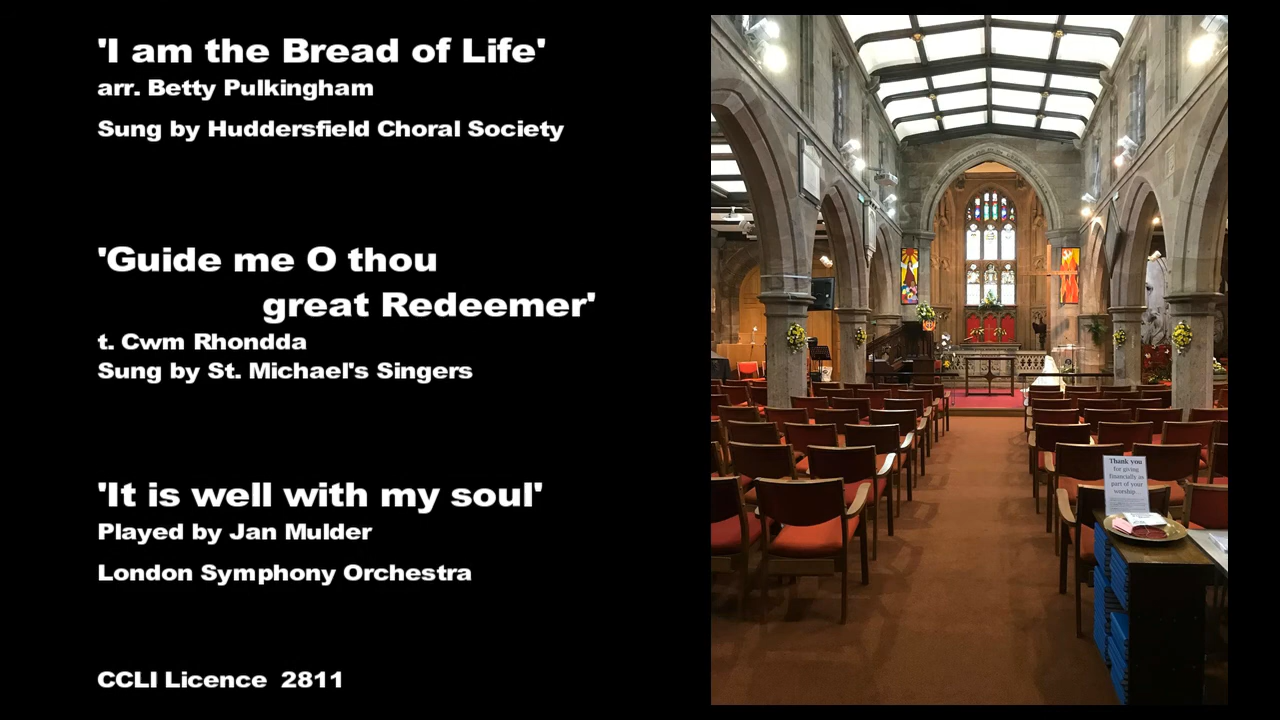 'I am the Bread of Life'
arr. Betty Pulkingham
Sung by Huddersfield Choral Society
'Guide me O thou
great Redeemer'
t. Cwm Rhondda
Sung by St. Michael's Singers
'It is well with my soul'
Played by Jan Mulder
London Symphony Orchestra
CCLI Licence 2811
Thank you
for giving
financially as
part of your
worship...